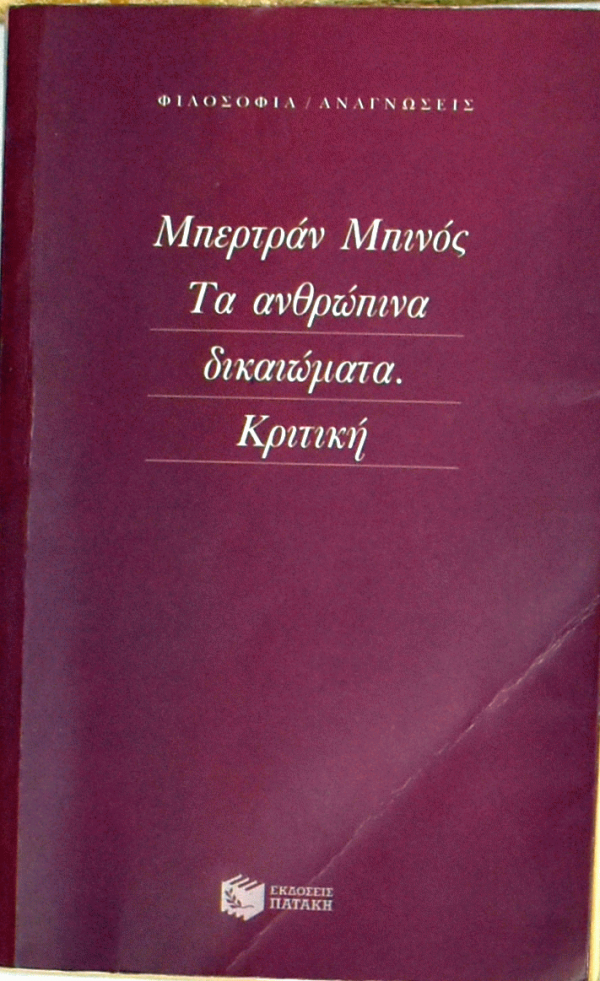 ΦΙΛΟΣΟΦΙΑ / ΑΝΑΓΝΩΣΕΙΣ
Μπερτράν Μπινός
Τα ανθρώπινα
δικαιώματα.
Κριτική
ΕΚΔΟΣΕΙΣ
ΠΑΤΑΚΗ